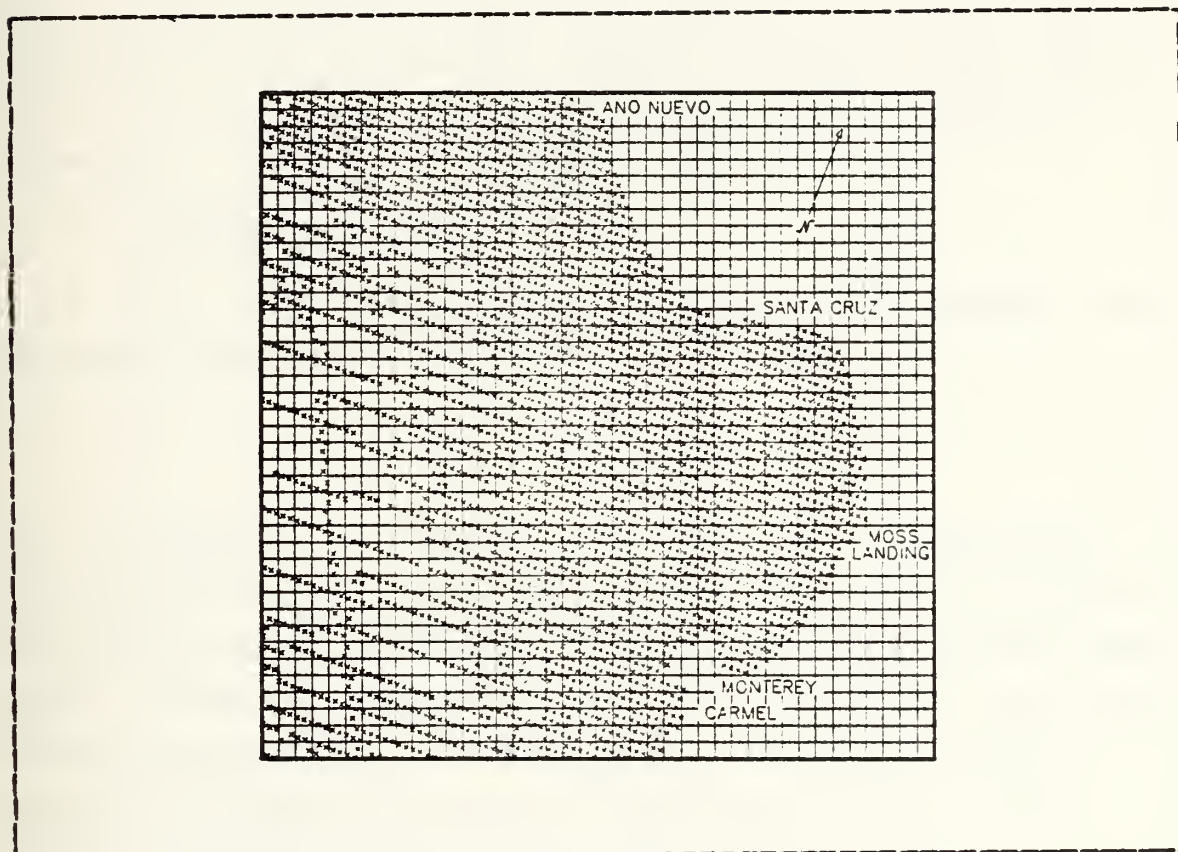 ANO NUEVO
N
SANTA CRUZ
MOSS
LANDING
MONTEREY
CARMEL